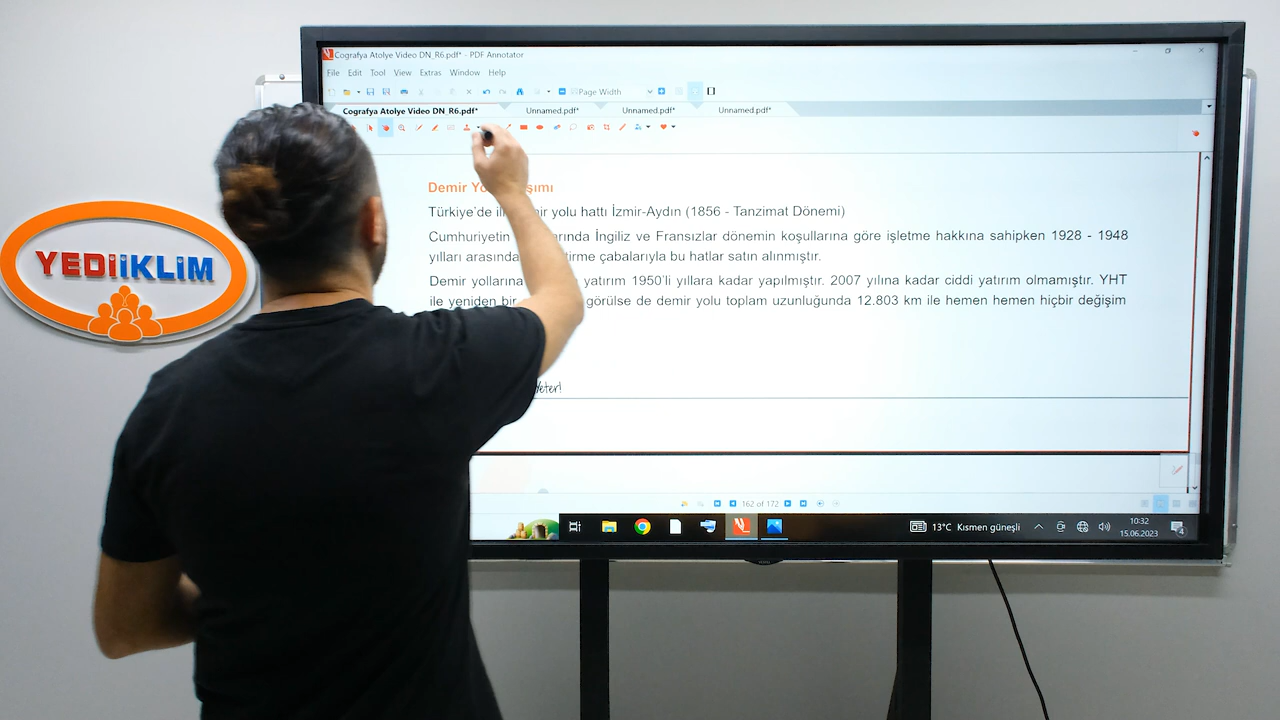 Cografya Atolye Video DN_R6.pdf* - PDF Annotator
File Edit Tool View Extras Window Help
Page Width
Cografya Atolye Video DN_R6.pdf* Unnamed.pdf* Unnamed.pdf* Unnamed.pdf*
YEDİİKLİM
Demir
Türkiye'de yolu hattı İzmir-Aydın (1856 - Tanzimat Dönemi)
Cumhuriyetin İngiliz ve Fransızlar dönemin koşullarına göre işletme hakkına sahipken 1928 - 1948
yılları arasında çabalarıyla bu hatlar satın alınmıştır.
Demir yollarına yatırım 1950'li yıllara kadar yapılmıştır. 2007 yılına kadar ciddi yatırım olmamıştır. YHT
ile yeniden bir görülse de demir yolu toplam uzunluğunda 12.803 km ile hemen hemen hiçbir değişim
Yeter!
162 of 172
13°C Kısmen güneşli
10:32
15.06.2023
4